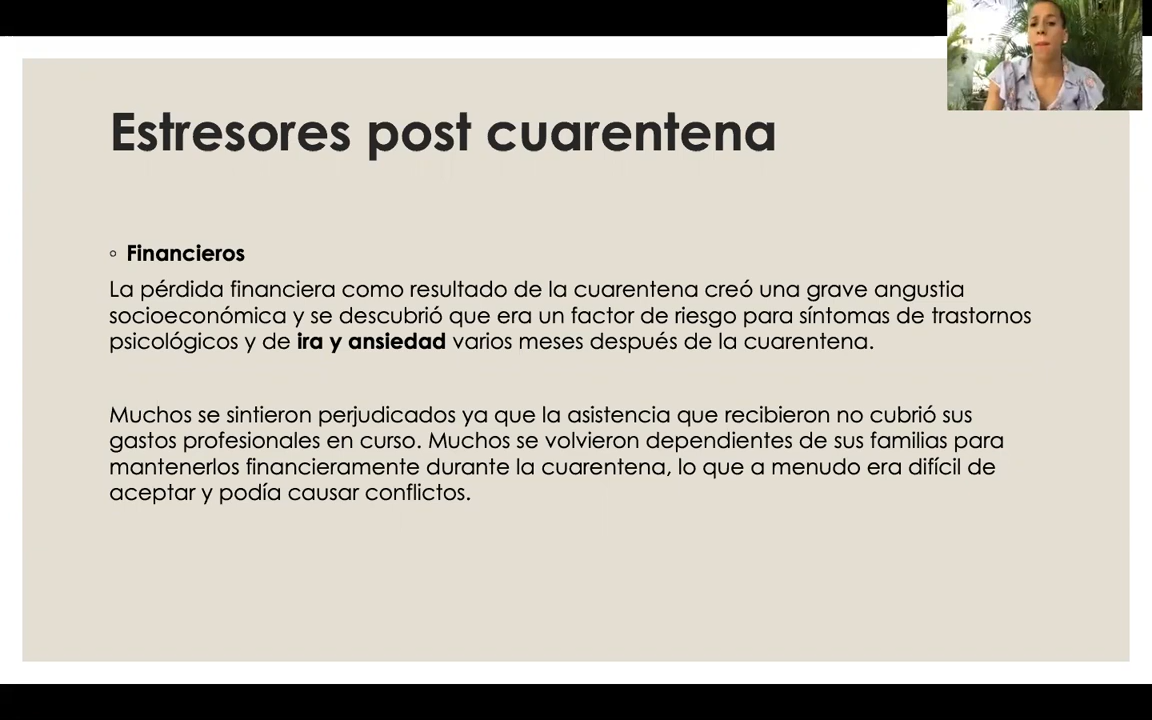 Estresores post cuarentena
◦ Financieros
La pérdida financiera como resultado de la cuarentena creó una grave angustia
socioeconómica y se descubrió que era un factor de riesgo para síntomas de trastornos
psicológicos y de ira y ansiedad varios meses después de la cuarentena.
Muchos se sintieron perjudicados ya que la asistencia que recibieron no cubrió sus
gastos profesionales en curso. Muchos se volvieron dependientes de sus familias para
mantenerlos financieramente durante la cuarentena, lo que a menudo era difícil de
aceptar y podía causar conflictos.